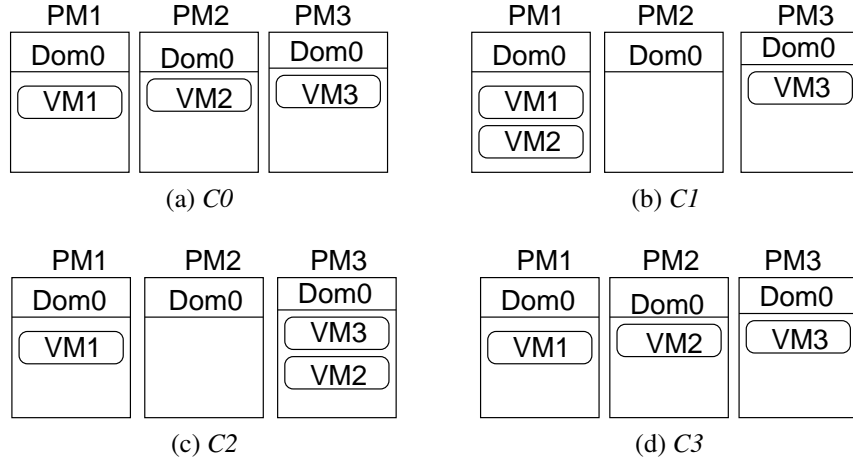 PM1 PM2 PM3
Dom0 Dom0 Dom0
VM1 VM2 VM3
(a) C0
PM1 PM2 PM3
Dom0 Dom0 Dom0
VM1 VM3
VM2
(b) C1
PM1 PM2 PM3
Dom0 Dom0 Dom0
VM1 VM3
VM2
(c) C2
PM1 PM2 PM3
Dom0 Dom0 Dom0
VM1 VM2 VM3
(d) C3